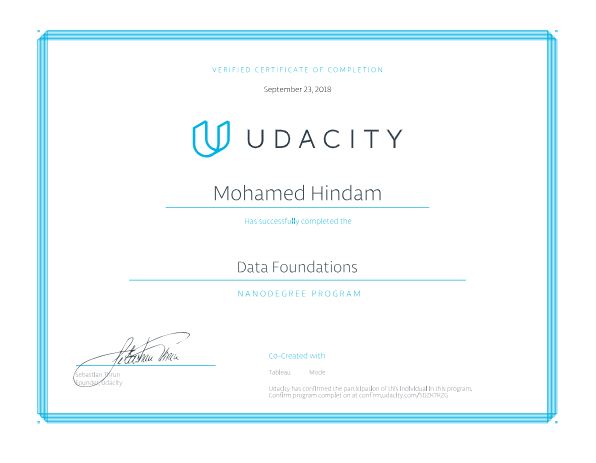 VERIFIED CERTIFICATE OF COMPLETION
September 23, 2018
UDACITY
Mohamed Hindam
Has successfully completed the
Data Foundations
NANODEGREE PROGRAM
Sebastian Thrun
Founder, Udacity
Co-Created with
Tableau Mode
Udacity has confirmed the participation of this individual in this program.
Confirm program completion at confirm.udacity.com/